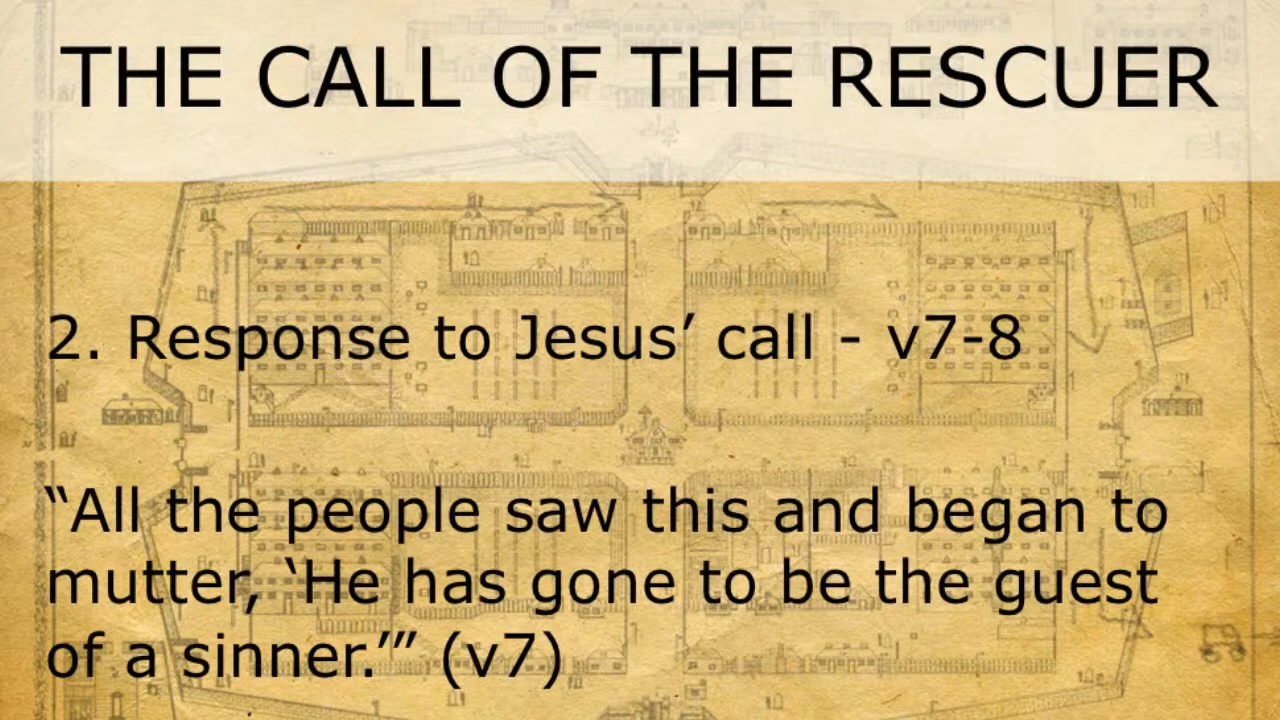 THE CALL OF THE RESCUER
2. Response to Jesus’ call - v7-8
“All the people saw this and began to
mutter, ‘He has gone to be the guest
of a sinner.’” (v7)